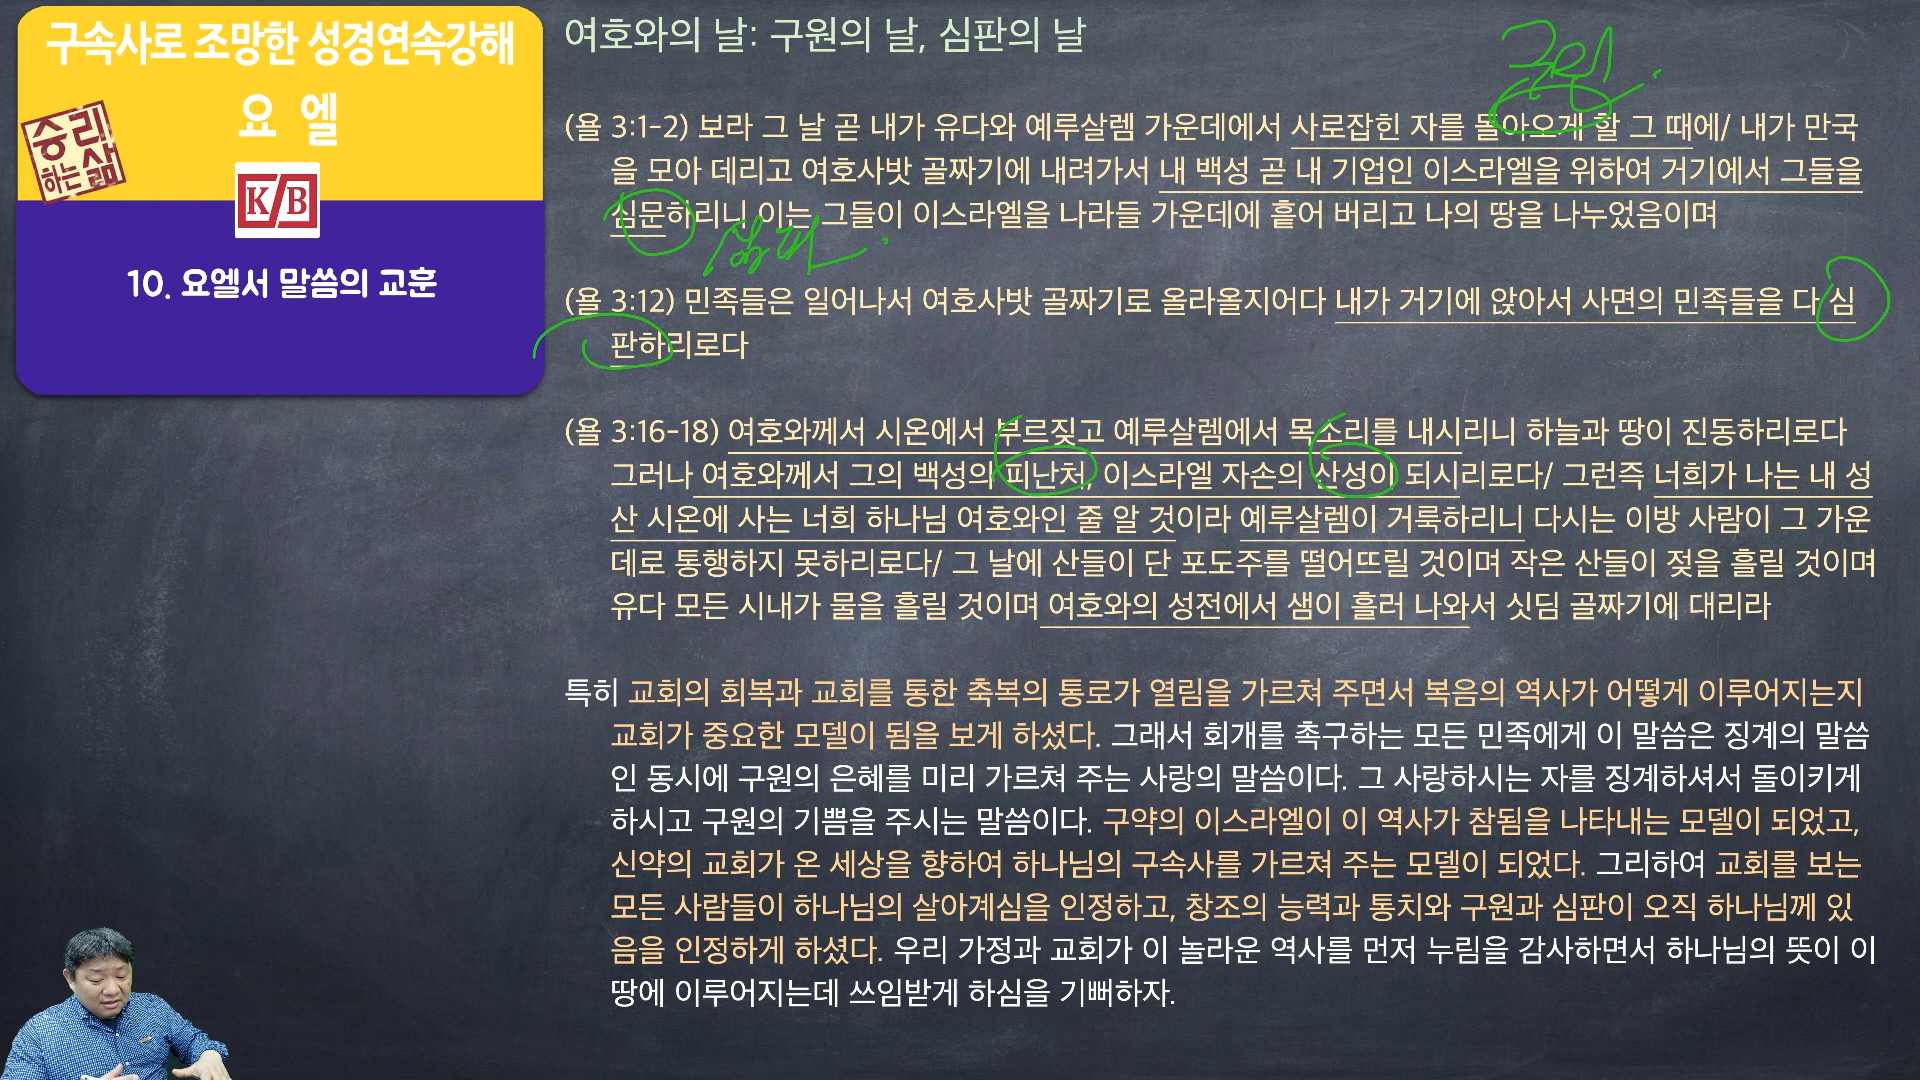 구속사로 조망한 성경연속강해
요 엘
승리
하는 삶
K/B
10. 요엘서 말씀의 교훈
여호와의 날: 구원의 날, 심판의 날
구원
(욜 3:1-2) 보라 그 날 곧 내가 유다와 예루살렘 가운데에서 사로잡힌 자를 돌아오게 할 그 때에/ 내가 만국
을 모아 데리고 여호사밧 골짜기에 내려가서 내 백성 곧 내 기업인 이스라엘을 위하여 거기에서 그들을
심문하리니 이는 그들이 이스라엘을 나라들 가운데에 흩어 버리고 나의 땅을 나누었음이며
심판
(욜 3:12) 민족들은 일어나서 여호사밧 골짜기로 올라올지어다 내가 거기에 앉아서 사면의 민족들을 다 심
판하리로다
(욜 3:16-18) 여호와께서 시온에서 부르짖고 예루살렘에서 목소리를 내시리니 하늘과 땅이 진동하리로다
그러나 여호와께서 그의 백성의 피난처, 이스라엘 자손의 산성이 되시리로다/ 그런즉 너희가 나는 내 성
산 시온에 사는 너희 하나님 여호와인 줄 알 것이라 예루살렘이 거룩하리니 다시는 이방 사람이 그 가운
데로 통행하지 못하리로다/ 그 날에 산들이 단 포도주를 떨어뜨릴 것이며 작은 산들이 젖을 흘릴 것이며
유다 모든 시내가 물을 흘릴 것이며 여호와의 성전에서 샘이 흘러 나와서 싯딤 골짜기에 대리라
특히 교회의 회복과 교회를 통한 축복의 통로가 열림을 가르쳐 주면서 복음의 역사가 어떻게 이루어지는지
교회가 중요한 모델이 됨을 보게 하셨다. 그래서 회개를 촉구하는 모든 민족에게 이 말씀은 징계의 말씀
인 동시에 구원의 은혜를 미리 가르쳐 주는 사랑의 말씀이다. 그 사랑하시는 자를 징계하셔서 돌이키게
하시고 구원의 기쁨을 주시는 말씀이다. 구약의 이스라엘이 이 역사가 참됨을 나타내는 모델이 되었고,
신약의 교회가 온 세상을 향하여 하나님의 구속사를 가르쳐 주는 모델이 되었다. 그리하여 교회를 보는
모든 사람들이 하나님의 살아계심을 인정하고, 창조의 능력과 통치와 구원과 심판이 오직 하나님께 있
음을 인정하게 하셨다. 우리 가정과 교회가 이 놀라운 역사를 먼저 누림을 감사하면서 하나님의 뜻이 이
땅에 이루어지는데 쓰임받게 하심을 기뻐하자.